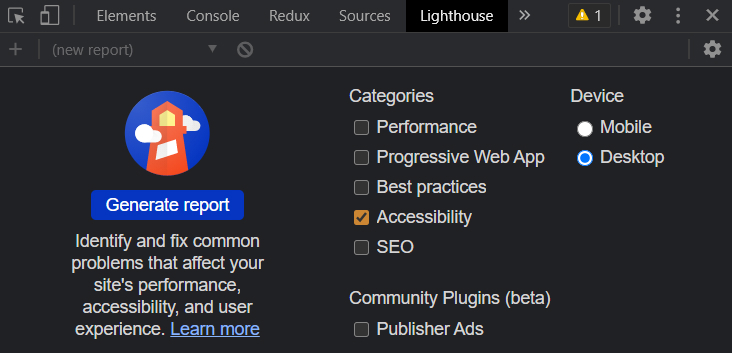 Elements Console Redux Sources Lighthouse » 1
+ (new report)
Categories Device
Performance Mobile
Progressive Web App Desktop
Best practices
Accessibility
SEO
Community Plugins (beta)
Publisher Ads
Generate report
Identify and fix common
problems that affect your
site's performance,
accessibility, and user
experience. Learn more